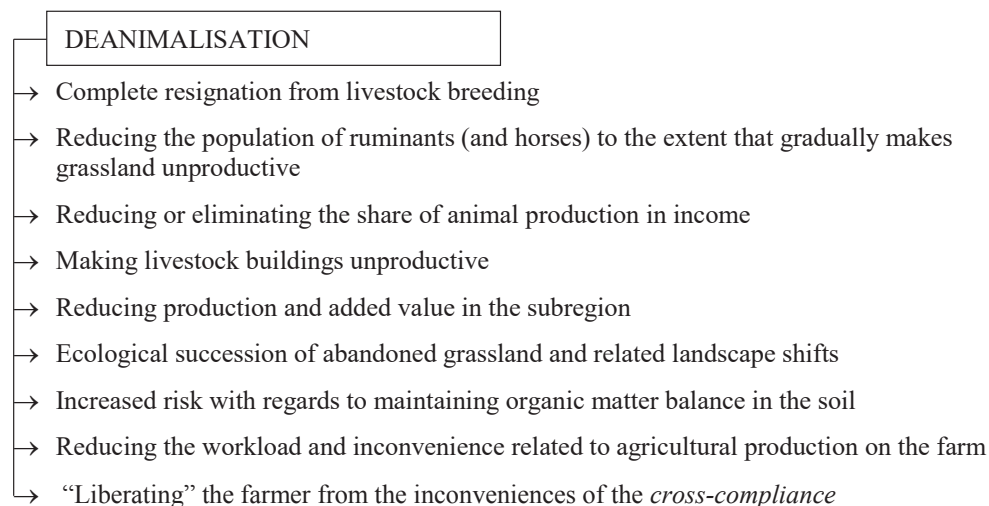 DEANIMALISATION
→ Complete resignation from livestock breeding
→ Reducing the population of ruminants (and horses) to the extent that gradually makes
grassland unproductive
→ Reducing or eliminating the share of animal production in income
→ Making livestock buildings unproductive
→ Reducing production and added value in the subregion
→ Ecological succession of abandoned grassland and related landscape shifts
→ Increased risk with regards to maintaining organic matter balance in the soil
→ Reducing the workload and inconvenience related to agricultural production on the farm
→ “Liberating” the farmer from the inconveniences of the cross-compliance